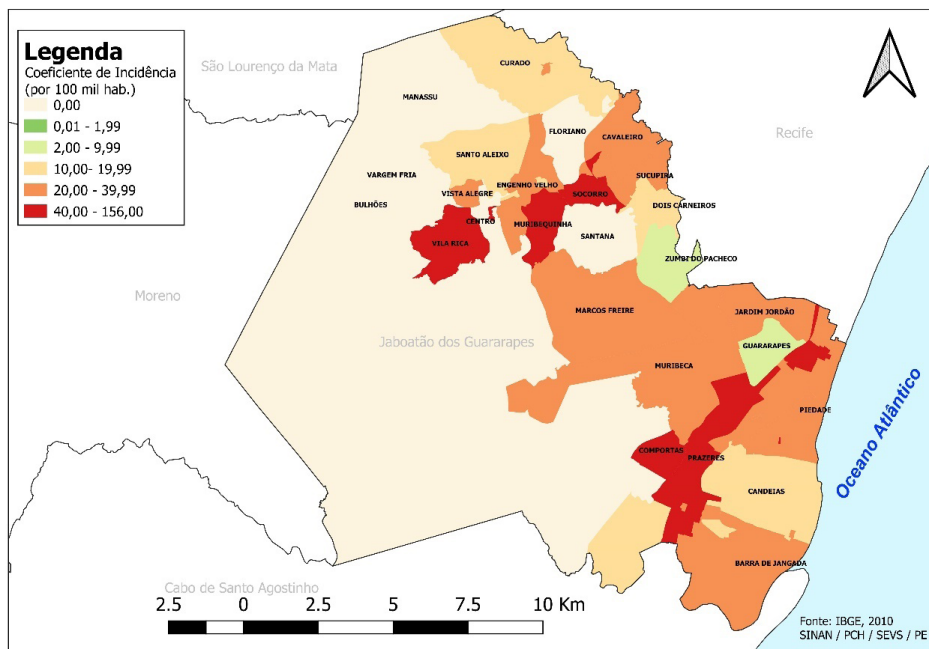 Legenda
Coeficiente de Incidência
(por 100 mil hab.)
0,00
0,01 - 1,99
2,00 - 9,99
10,00- 19,99
20,00 - 39,99
40,00 - 156,00
São Lourenço da Mata
Recife
Moreno
Jaboatão dos Guararapes
Cabo de Santo Agostinho
Oceano Atlântico
CURADO
MANASSU
FLORIANO
CAVALEIRO
SANTO ALEIXO
VARGEM FRIA
SUCUPIRA
ENGENHO VELHO
VISTA ALEGRE
SOCORRO
BULHÕES
DOIS CARNEIROS
CENTRO
MURIBEQUINHA
SANTANA
VILA RICA
ZUMBI DO PACHECO
MARCOS FREIRE
JARDIM JORDÃO
GUARARAPES
MURIBECA
PIEDADE
COMPORTAS
PRAZERES
CANDEIAS
BARRA DE JANGADA
2.5 0 2.5 5 7.5 10 Km
Fonte: IBGE, 2010
SINAN / PCH / SEVS / PE